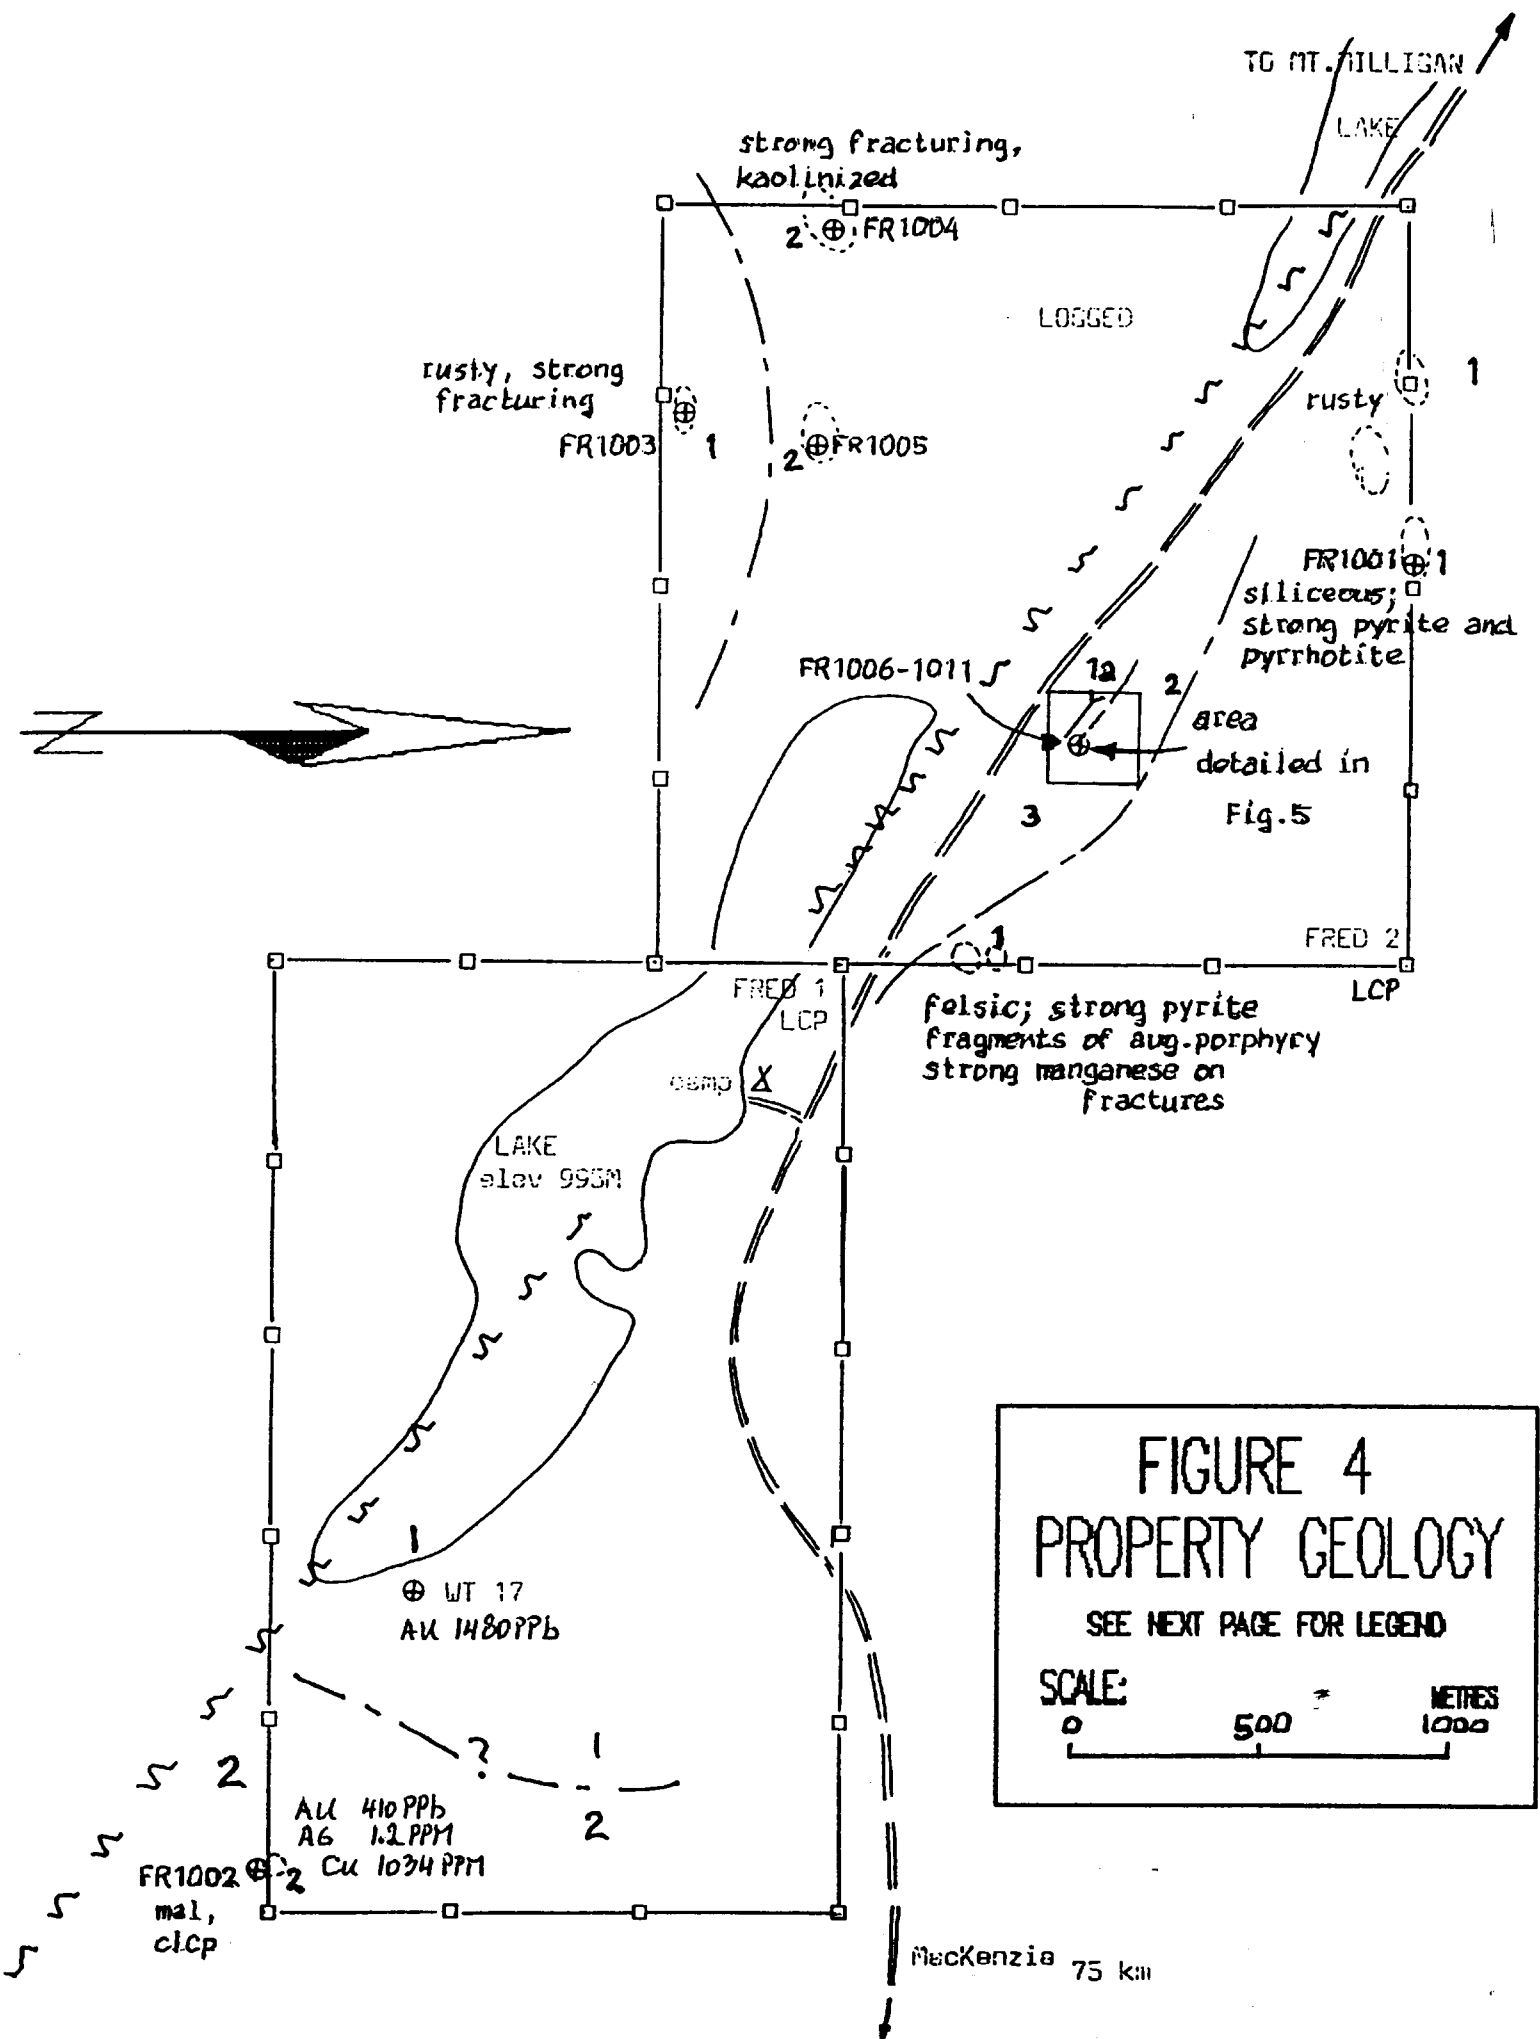 TO MT.MILLIGAN
LAKE
strong fracturing,
kaolinized
2
FR1004
LOGGED
rusty, strong
fracturing
FR1003
1
2
FR1005
1
rusty
FR1001
1
siliceous;
strong pyrite and
pyrrhotite
FR1006-1011
1a
2
area
detailed in
Fig.5
3
N
1
FRED 2
LCP
FRED 1
LCP
felsic; strong pyrite
fragments of aug.porphyry
strong manganese on
fractures
camp X
LAKE
elev 995M
1
WT 17
AU 1480PPb
?
1
2
2
AU 410PPb
AG 1.2PPM
Cu 1034PPM
FR1002
2
mal,
clcp
MacKenzie 75 km
FIGURE 4
PROPERTY GEOLOGY
SEE NEXT PAGE FOR LEGEND
SCALE:
METRES
0 500 1000